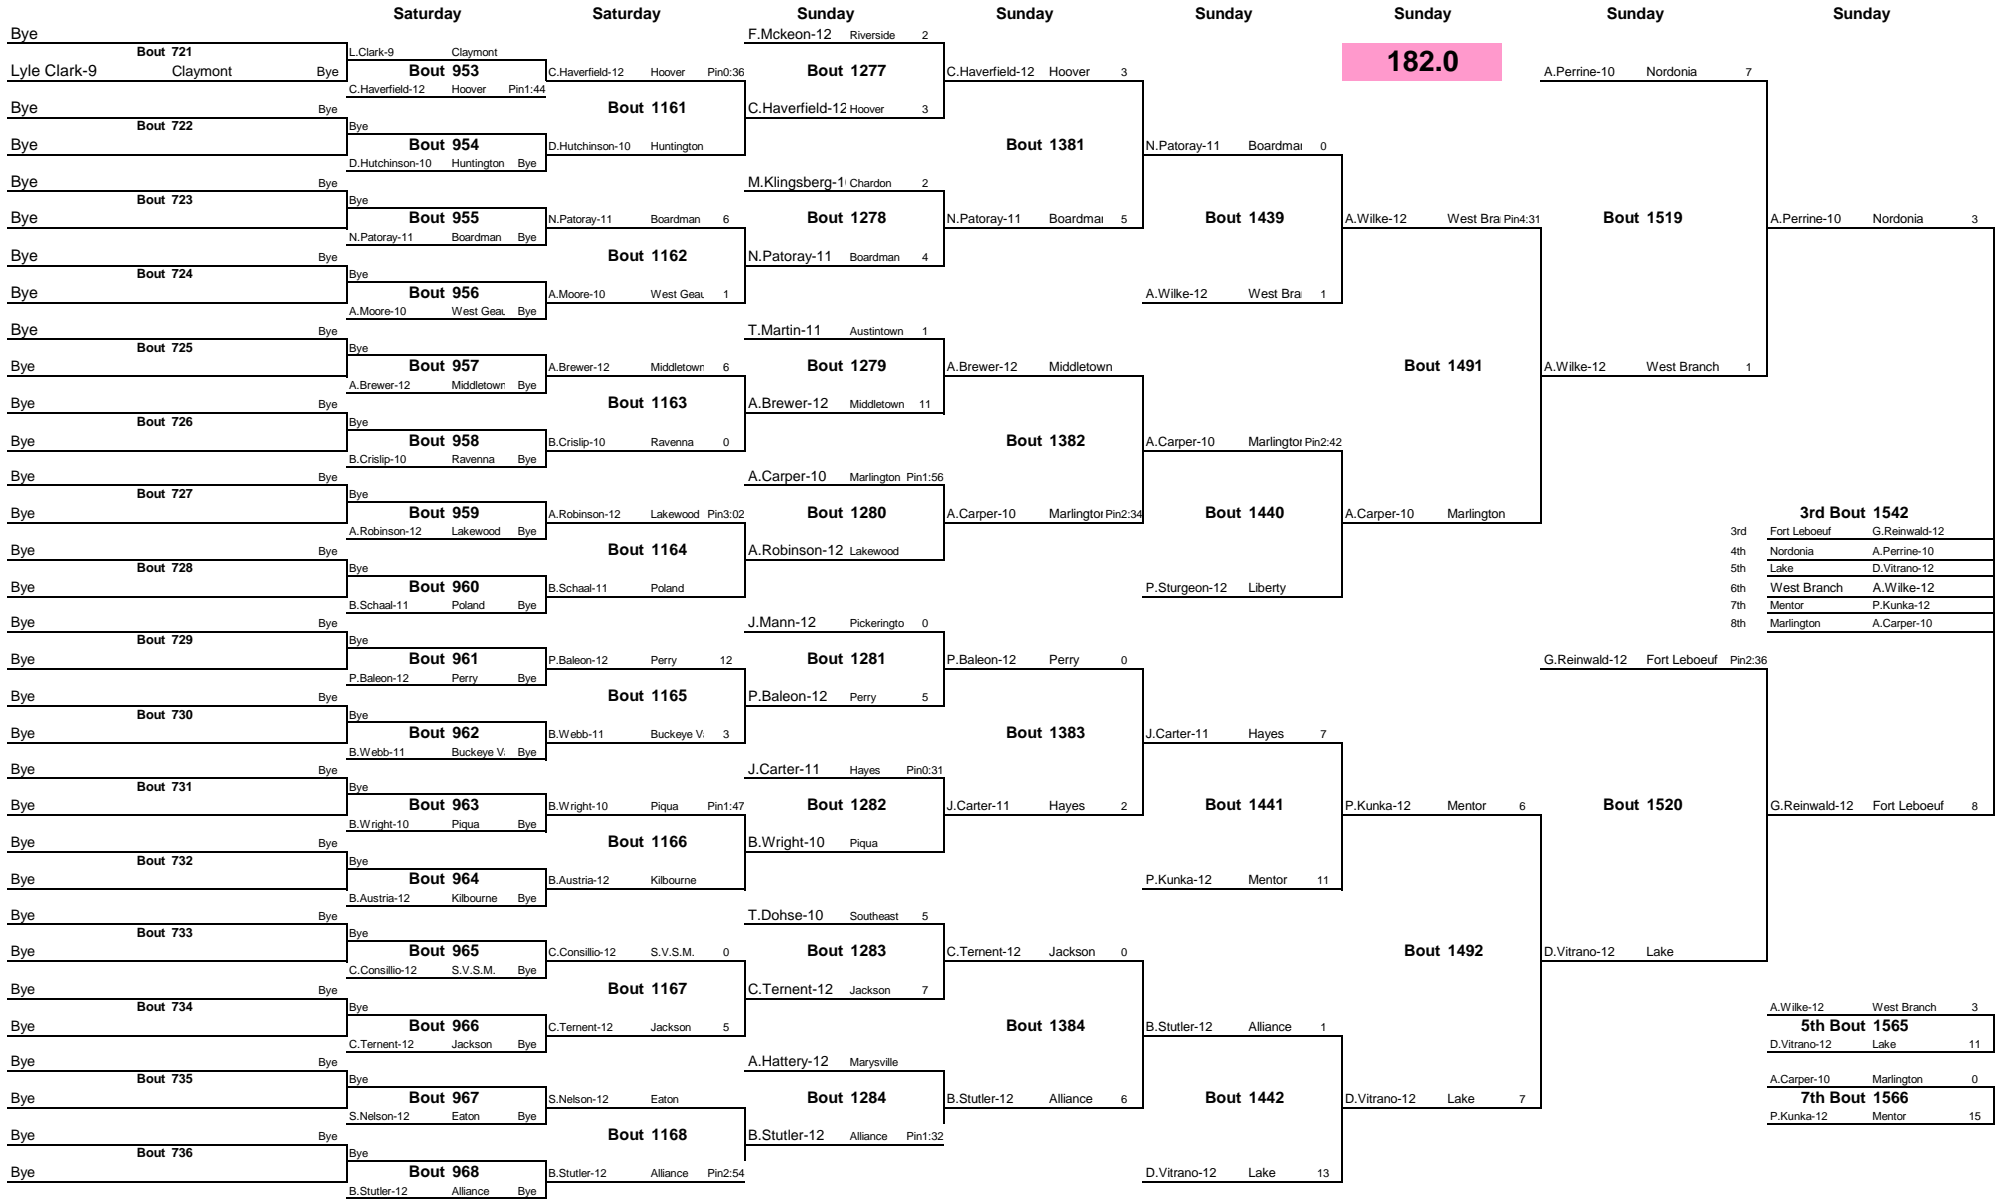 Saturday Saturday Sunday Sunday Sunday Sunday Sunday Sunday
Bye
Bout 721
Lyle Clark-9 Claymont Bye
Bye Bye
Bout 722
Bye
Bye Bye
Bout 723
Bye
Bye Bye
Bout 724
Bye
Bye Bye
Bout 725
Bye
Bye Bye
Bout 726
Bye
Bye Bye
Bout 727
Bye
Bye Bye
Bout 728
Bye
Bye Bye
Bout 729
Bye
Bye Bye
Bout 730
Bye
Bye Bye
Bout 731
Bye
Bye Bye
Bout 732
Bye
Bye Bye
Bout 733
Bye
Bye Bye
Bout 734
Bye
Bye Bye
Bout 735
Bye
Bye Bye
Bout 736
Bye
L.Clark-9 Claymont
Bout 953
C.Haverfield-12 Hoover Pin1:44
Bye
Bout 954
D.Hutchinson-10 Huntington Bye
Bye
Bout 955
N.Patoray-11 Boardman Bye
Bye
Bout 956
A.Moore-10 West Geau Bye
Bye
Bout 957
A.Brewer-12 Middletown Bye
Bye
Bout 958
B.Crislip-10 Ravenna Bye
Bye
Bout 959
A.Robinson-12 Lakewood Bye
Bye
Bout 960
B.Schaal-11 Poland Bye
Bye
Bout 961
P.Baleon-12 Perry Bye
Bye
Bout 962
B.Webb-11 Buckeye V Bye
Bye
Bout 963
B.Wright-10 Piqua Bye
Bye
Bout 964
B.Austria-12 Kilbourne Bye
Bye
Bout 965
C.Consillio-12 S.V.S.M. Bye
Bye
Bout 966
C.Ternent-12 Jackson Bye
Bye
Bout 967
S.Nelson-12 Eaton Bye
Bye
Bout 968
B.Stutler-12 Alliance Bye
C.Haverfield-12 Hoover Pin0:36
Bout 1161
D.Hutchinson-10 Huntington
N.Patoray-11 Boardman 6
Bout 1162
A.Moore-10 West Geau 1
A.Brewer-12 Middletown 6
Bout 1163
B.Crislip-10 Ravenna 0
A.Robinson-12 Lakewood Pin3:02
Bout 1164
B.Schaal-11 Poland
P.Baleon-12 Perry 12
Bout 1165
B.Webb-11 Buckeye V 3
B.Wright-10 Piqua Pin1:47
Bout 1166
B.Austria-12 Kilbourne
C.Consillio-12 S.V.S.M. 0
Bout 1167
C.Ternent-12 Jackson 5
S.Nelson-12 Eaton
Bout 1168
B.Stutler-12 Alliance Pin2:54
F.Mckeon-12 Riverside 2
Bout 1277
C.Haverfield-12 Hoover 3
M.Klingsberg-1 Chardon 2
Bout 1278
N.Patoray-11 Boardman 4
T.Martin-11 Austintown 1
Bout 1279
A.Brewer-12 Middletown 11
A.Carper-10 Marlington Pin1:56
Bout 1280
A.Robinson-12 Lakewood
J.Mann-12 Pickeringto 0
Bout 1281
P.Baleon-12 Perry 5
J.Carter-11 Hayes Pin0:31
Bout 1282
B.Wright-10 Piqua
T.Dohse-10 Southeast 5
Bout 1283
C.Ternent-12 Jackson 7
A.Hattery-12 Marysville
Bout 1284
B.Stutler-12 Alliance Pin1:32
C.Haverfield-12 Hoover 3
Bout 1381
N.Patoray-11 Boardma 5
A.Brewer-12 Middletown
Bout 1382
A.Carper-10 Marlington Pin2:34
P.Baleon-12 Perry 0
Bout 1383
J.Carter-11 Hayes 2
C.Ternent-12 Jackson 0
Bout 1384
B.Stutler-12 Alliance 6
N.Patoray-11 Boardma 0
Bout 1439
A.Wilke-12 West Bra 1
A.Carper-10 Marlington Pin2:42
Bout 1440
P.Sturgeon-12 Liberty
J.Carter-11 Hayes 7
Bout 1441
P.Kunka-12 Mentor 11
B.Stutler-12 Alliance 1
Bout 1442
D.Vitrano-12 Lake 13
182.0
A.Wilke-12 West Bra Pin4:31
Bout 1491
A.Carper-10 Marlington
P.Kunka-12 Mentor 6
Bout 1492
D.Vitrano-12 Lake 7
A.Perrine-10 Nordonia 7
Bout 1519
A.Wilke-12 West Branch 1
G.Reinwald-12 Fort Leboeuf Pin2:36
Bout 1520
D.Vitrano-12 Lake
A.Perrine-10 Nordonia 3
3rd Bout 1542
3rd Fort Leboeuf G.Reinwald-12
4th Nordonia A.Perrine-10
5th Lake D.Vitrano-12
6th West Branch A.Wilke-12
7th Mentor P.Kunka-12
8th Marlington A.Carper-10
G.Reinwald-12 Fort Leboeuf 8
A.Wilke-12 West Branch 3
5th Bout 1565
D.Vitrano-12 Lake 11
A.Carper-10 Marlington 0
7th Bout 1566
P.Kunka-12 Mentor 15